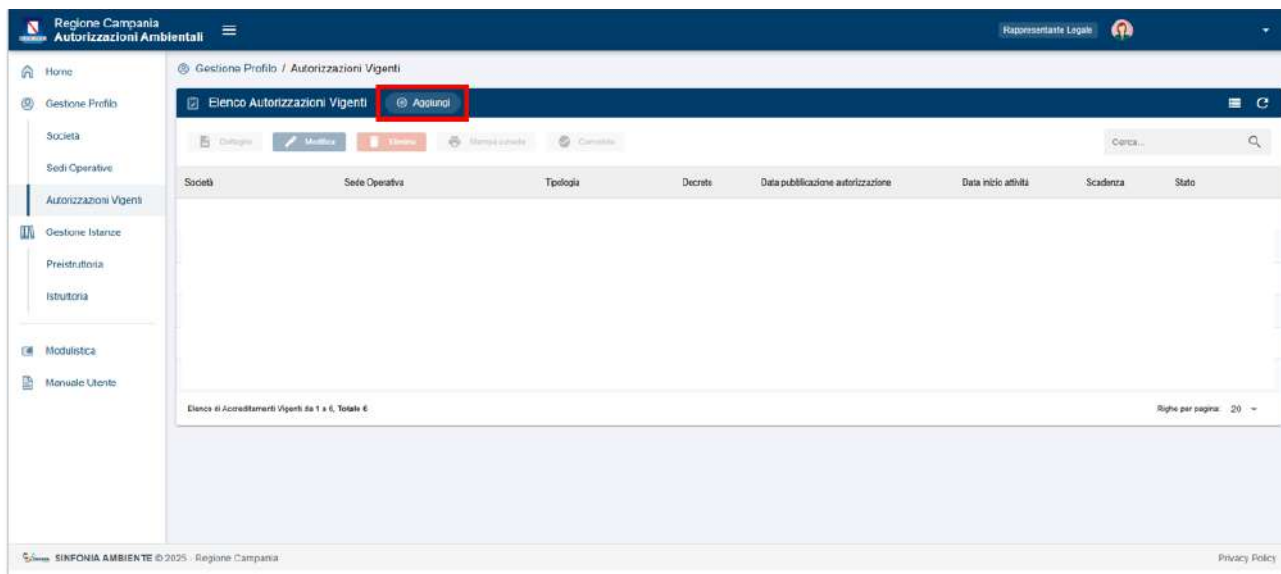 Regione Campania
Autorizzazioni Ambientali
Rappresentante Legale
Home
Gestione Profilo
Società
Sedi Operative
Autorizzazioni Vigenti
Gestione Istanze
Preistruttoria
Istruttoria
Modulistica
Manuale Utente
Gestione Profilo / Autorizzazioni Vigenti
Elenco Autorizzazioni Vigenti Aggiungi
Dettaglio Modifica Elimina Convalida Cerca...
Società Sede Operativa Tipologia Decreto Data pubblicazione autorizzazione Data inizio attività Scadenza Stato
Elenco di Accreditamenti Vigenti da 1 a 6, Totale 6 Righe per pagina: 20
SINFONIA AMBIENTE © 2025 - Regione Campania Privacy Policy